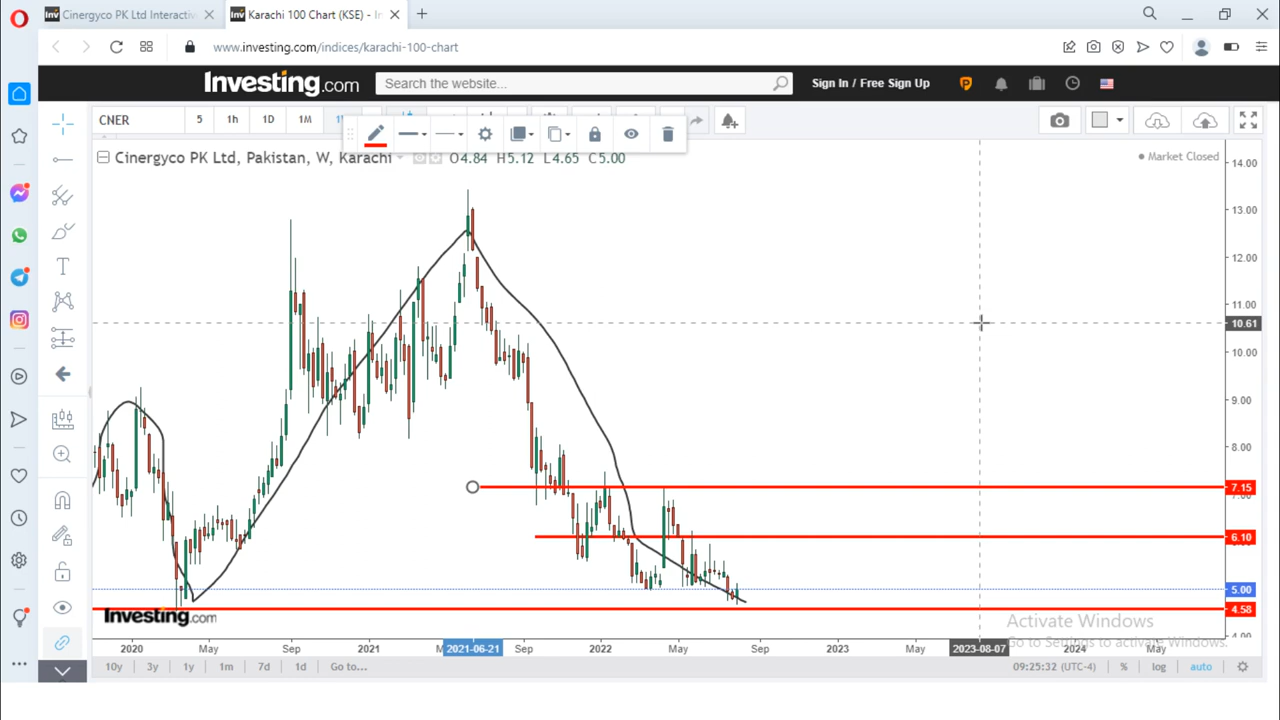 Cinergyco PK Ltd Interactiv
Karachi 100 Chart (KSE) - In
www.investing.com/indices/karachi-100-chart
Investing.com
Search the website...
Sign In / Free Sign Up
CNER
5
1h
1D
1M
Cinergyco PK Ltd, Pakistan, W, Karachi
O4.84 H5.12 L4.65 C5.00
Market Closed
14.00
13.00
12.00
11.00
10.61
10.00
9.00
8.00
7.15
6.10
5.00
4.58
Investing.com
Activate Windows
Go to Settings to activate Windows.
2020
May
Sep
2021
2021-06-21
Sep
2022
May
Sep
2023
May
2023-08-07
2024
May
10y
3y
1y
1m
7d
1d
Go to...
09:25:32 (UTC-4)
%
log
auto